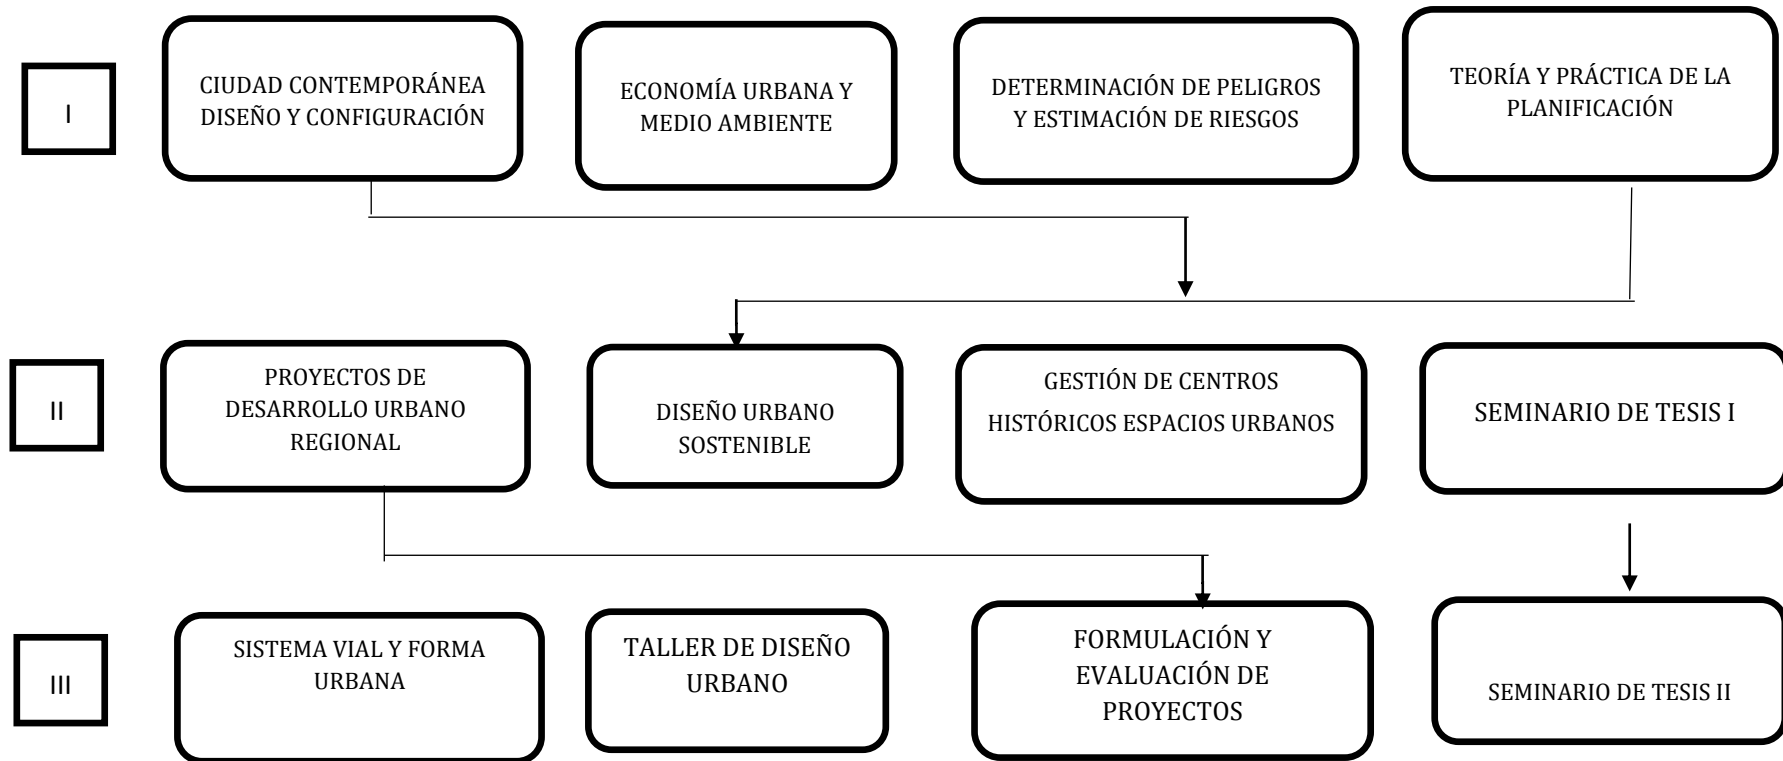 I
CIUDAD CONTEMPORÁNEA
DISEÑO Y CONFIGURACIÓN
ECONOMÍA URBANA Y
MEDIO AMBIENTE
DETERMINACIÓN DE PELIGROS
Y ESTIMACIÓN DE RIESGOS
TEORÍA Y PRÁCTICA DE LA
PLANIFICACIÓN
II
PROYECTOS DE
DESARROLLO URBANO
REGIONAL
DISEÑO URBANO
SOSTENIBLE
GESTIÓN DE CENTROS
HISTÓRICOS ESPACIOS URBANOS
SEMINARIO DE TESIS I
III
SISTEMA VIAL Y FORMA
URBANA
TALLER DE DISEÑO
URBANO
FORMULACIÓN Y
EVALUACIÓN DE
PROYECTOS
SEMINARIO DE TESIS II